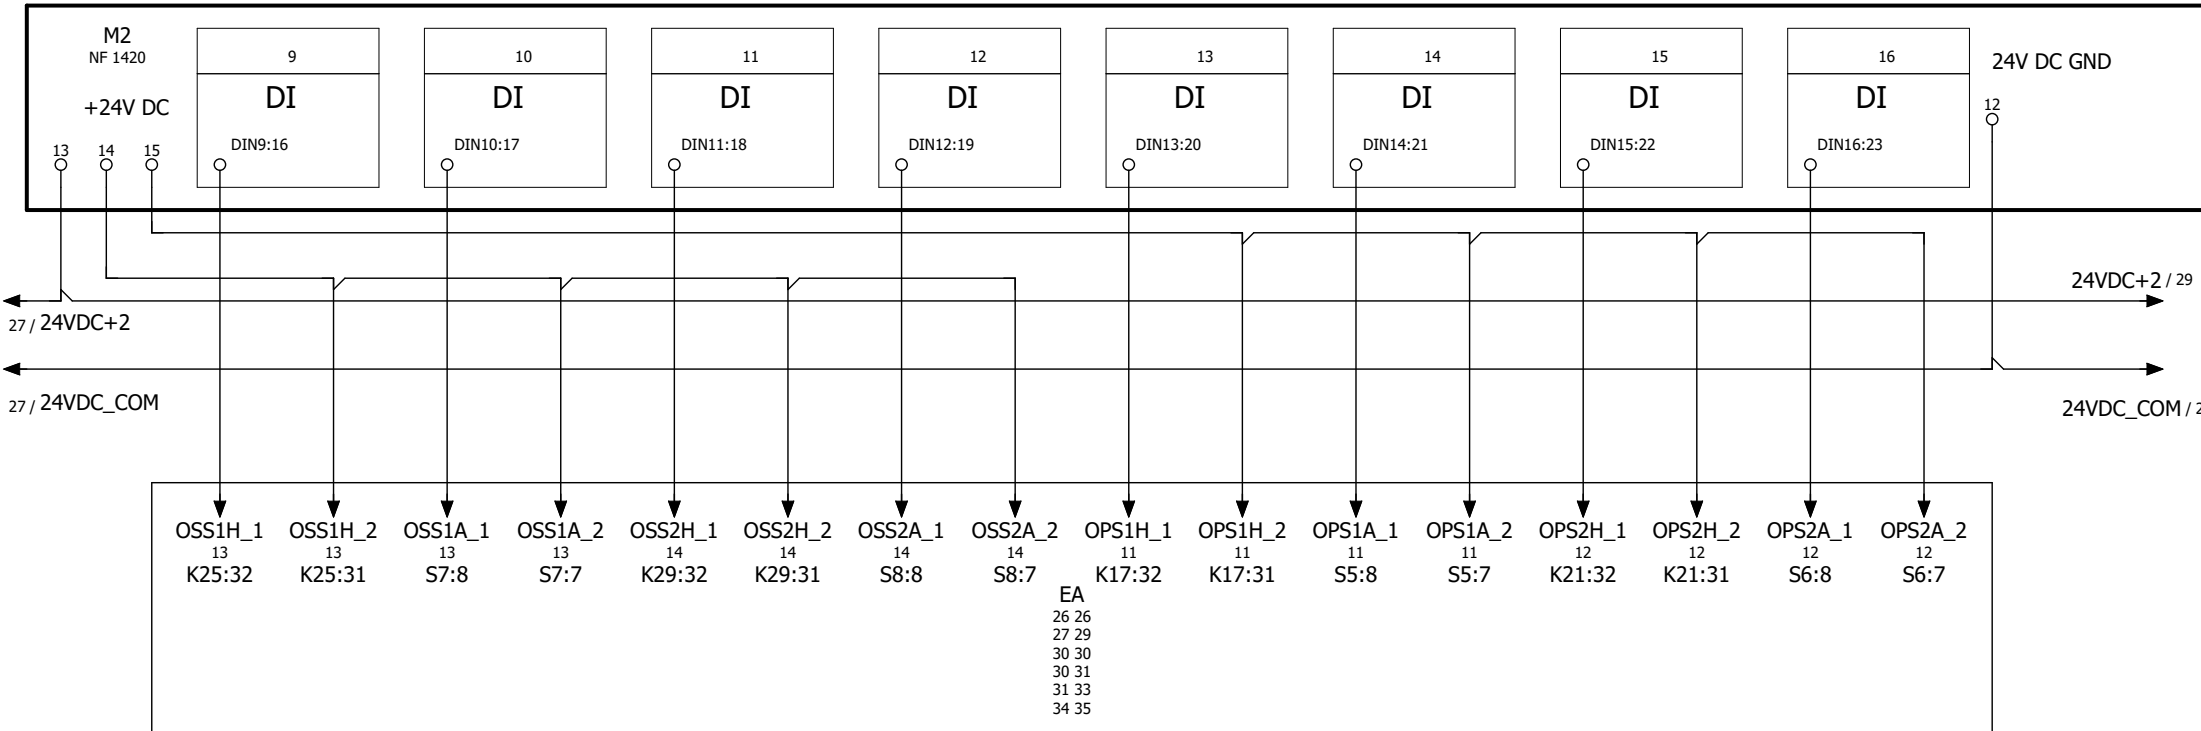 M2
NF 1420
+24V DC
13 14 15
9
DI
DIN9:16
10
DI
DIN10:17
11
DI
DIN11:18
12
DI
DIN12:19
13
DI
DIN13:20
14
DI
DIN14:21
15
DI
DIN15:22
16
DI
DIN16:23
24V DC GND
12
24VDC+2 / 29
27 / 24VDC+2
27 / 24VDC_COM
24VDC_COM / 2
OSS1H_1 OSS1H_2 OSS1A_1 OSS1A_2 OSS2H_1 OSS2H_2 OSS2A_1 OSS2A_2 OPS1H_1 OPS1H_2 OPS1A_1 OPS1A_2 OPS2H_1 OPS2H_2 OPS2A_1 OPS2A_2
13 13 13 13 14 14 14 14 11 11 11 11 12 12 12 12
K25:32 K25:31 S7:8 S7:7 K29:32 K29:31 S8:8 S8:7 K17:32 K17:31 S5:8 S5:7 K21:32 K21:31 S6:8 S6:7
EA
26 26
27 29
30 30
30 31
31 33
34 35